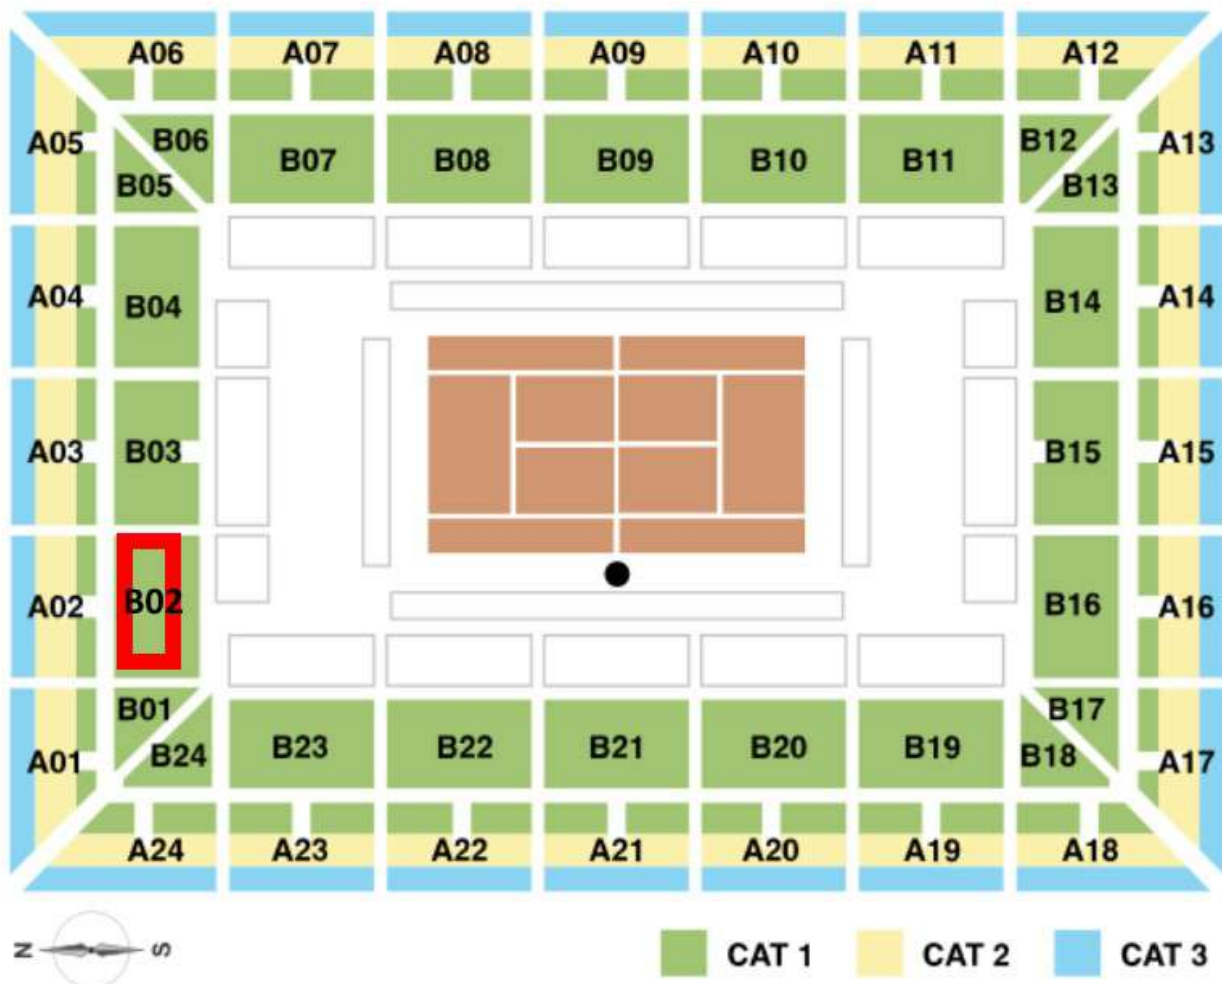 A06 A07 A08 A09 A10 A11 A12
A05 B06 B07 B08 B09 B10 B11 B12 A13
B05 B13
A04 B04 B14 A14
A03 B03 B15 A15
A02 B02 B16 A16
B01 B17
A01 B24 B23 B22 B21 B20 B19 B18 A17
A24 A23 A22 A21 A20 A19 A18
N S
CAT 1 CAT 2 CAT 3